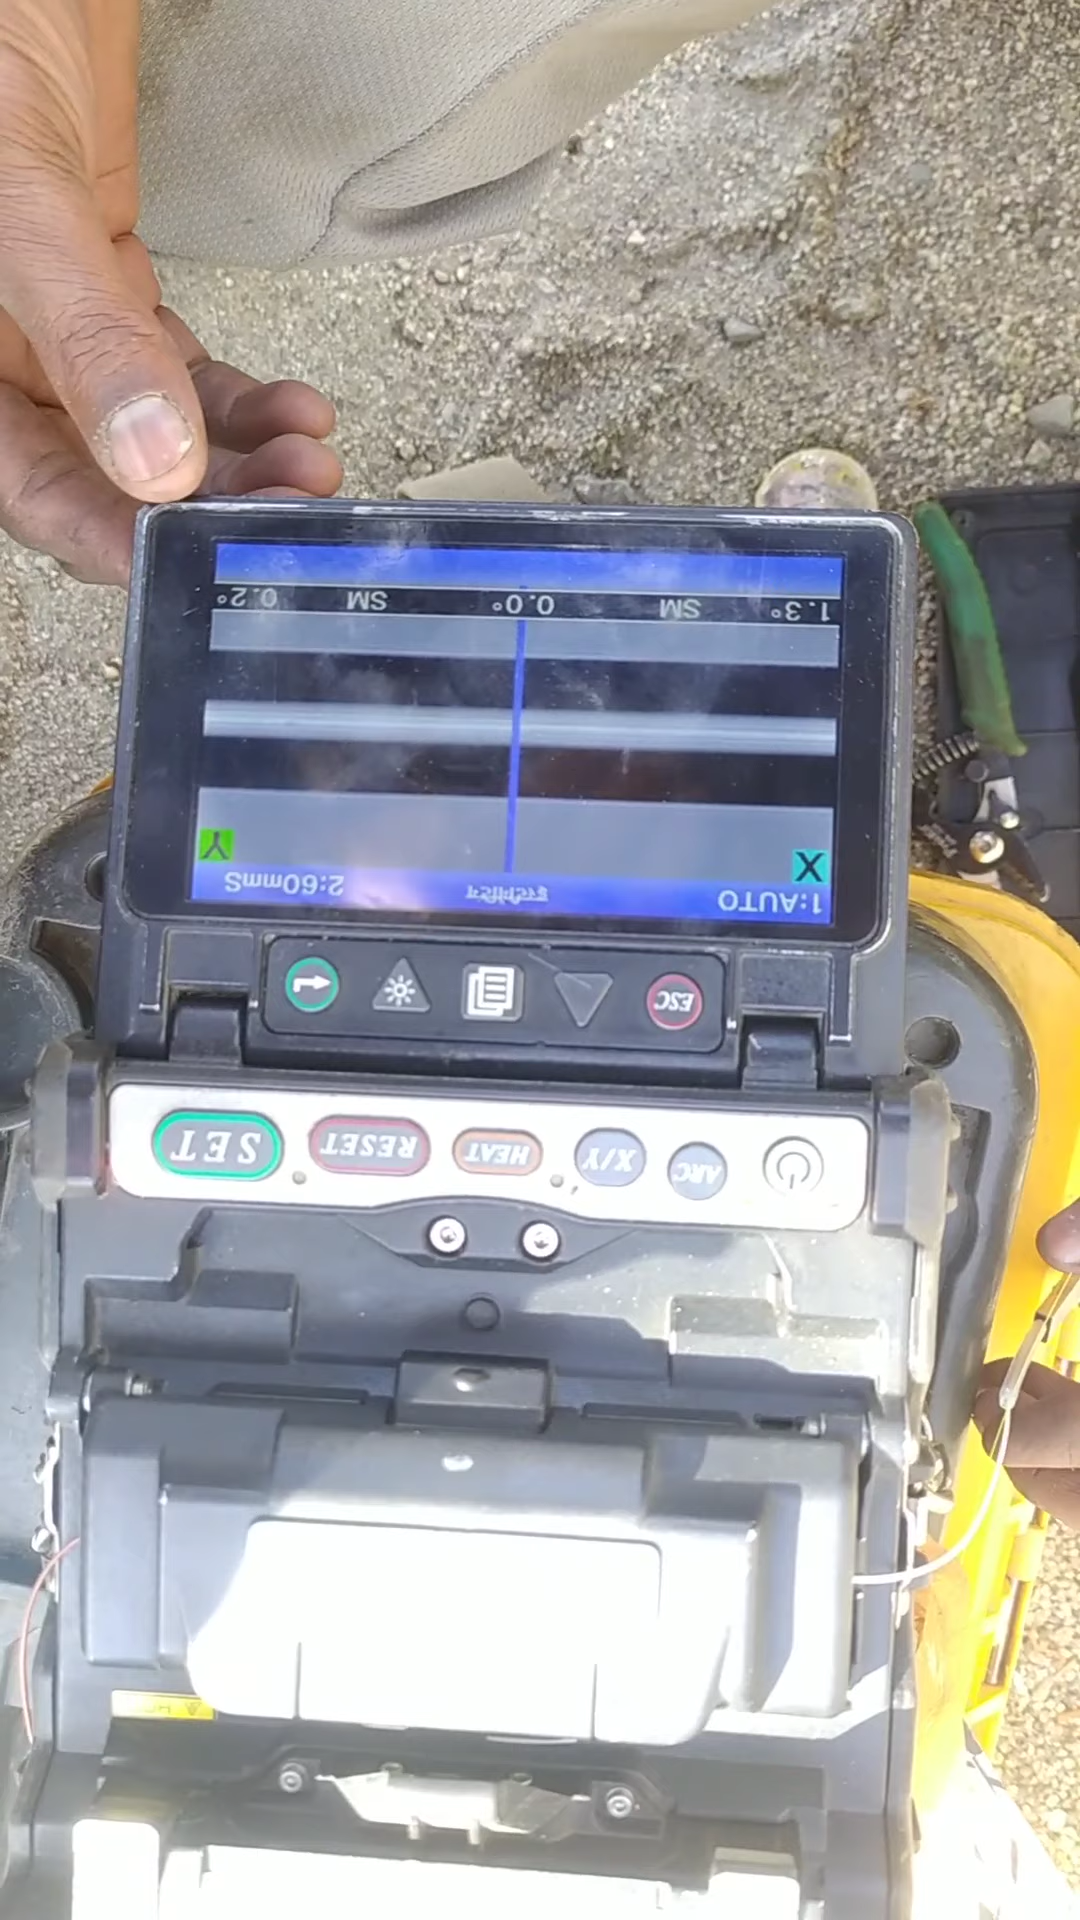 ARC X/Y HEAT RESET SET
ESC
1:AUTO 2:60mmS
X Y
1.3° SM 0.0° SM 0.2°